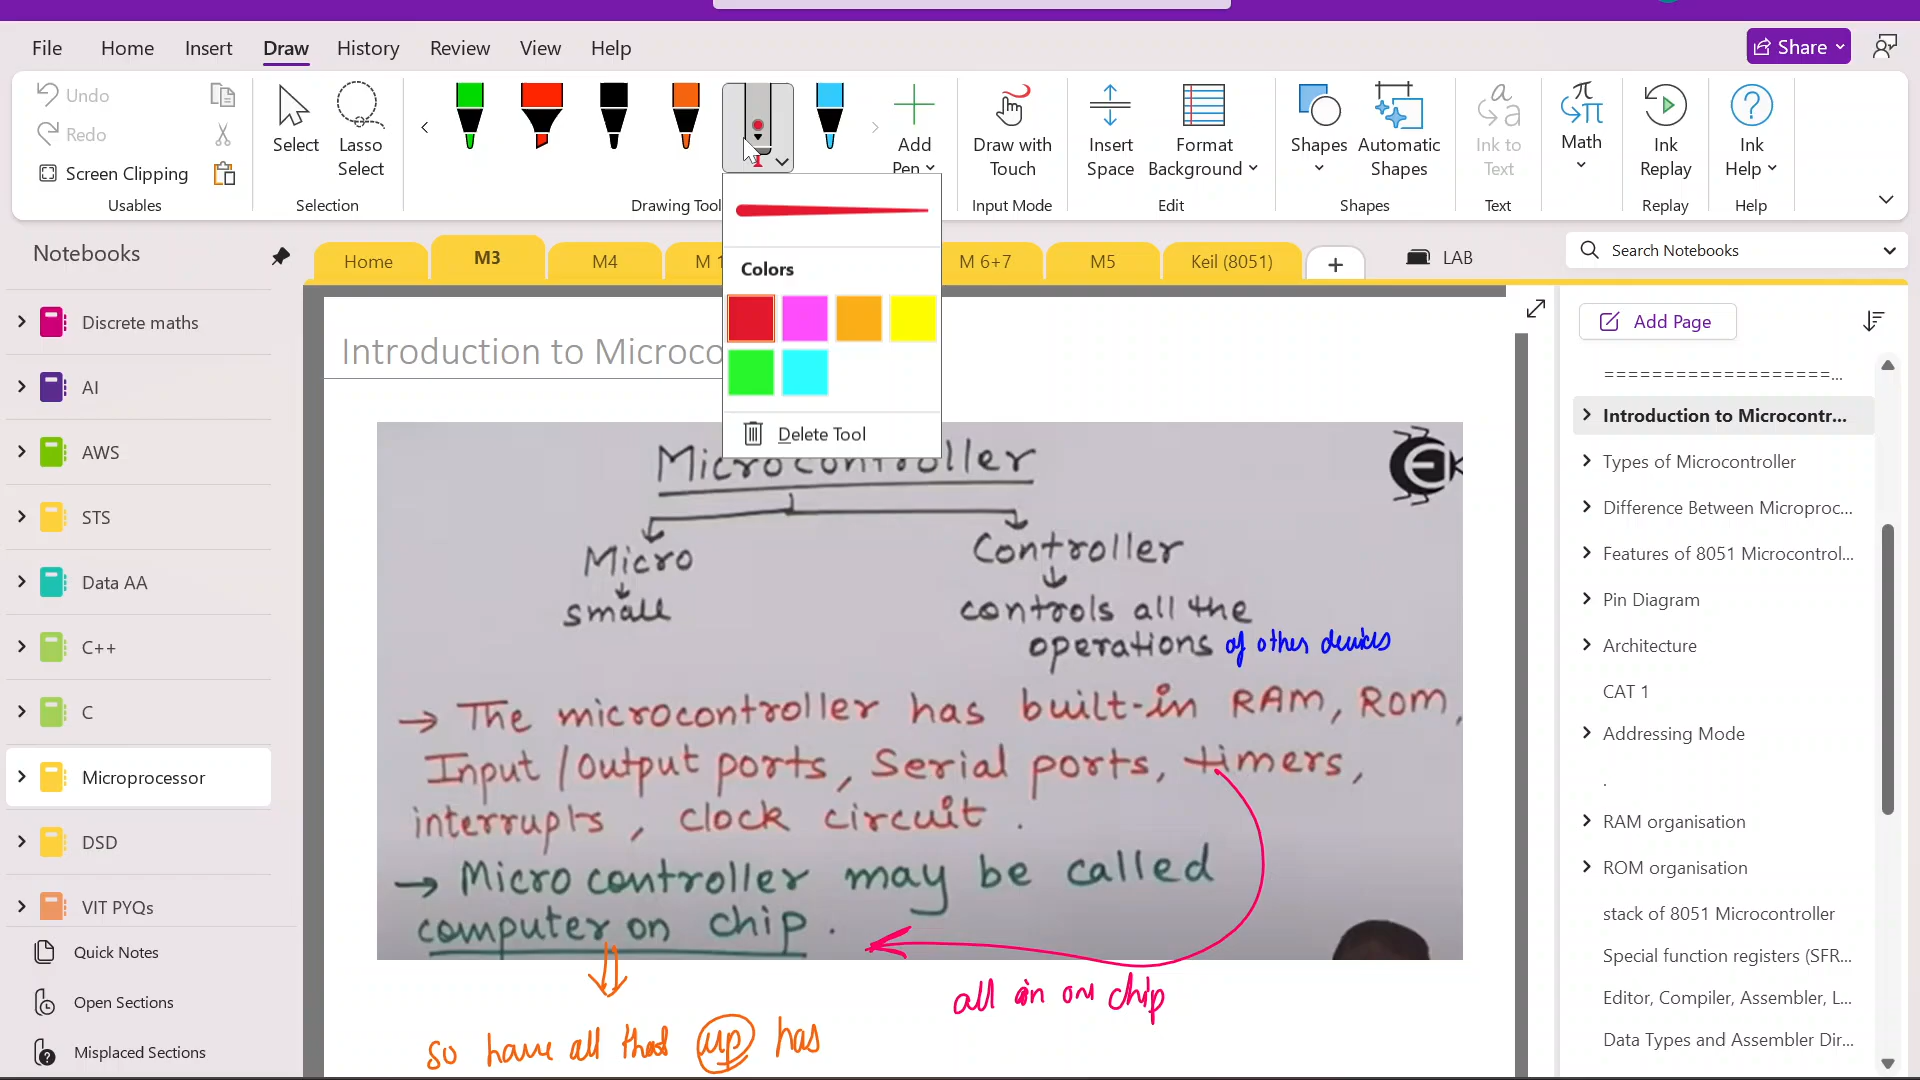 File Home Insert Draw History Review View Help Share
Undo
Redo
Screen Clipping
Usables
Select
Lasso Select
Selection
Drawing Tool
Add Pen
Draw with Touch
Input Mode
Insert Space
Format Background
Edit
Shapes
Automatic Shapes
Shapes
Ink to Text
Text
Math
Ink Replay
Replay
Ink Help
Help
Notebooks
Home M3 M4 M 1 M 6+7 M5 Keil (8051) + LAB
Search Notebooks
Colors
Delete Tool
Discrete maths
AI
AWS
STS
Data AA
C++
C
Microprocessor
DSD
VIT PYQs
Quick Notes
Open Sections
Misplaced Sections
Introduction to Microco
Microcontroller
Micro
small
Controller
controls all the
operations of other devices
→ The microcontroller has built-in RAM, Rom,
Input/Output ports, Serial ports, timers,
interrupts, clock circuit.
→ Microcontroller may be called
computer on chip.
all in on chip
so have all that up has
Add Page
===================...
Introduction to Microcontr...
Types of Microcontroller
Difference Between Microproc...
Features of 8051 Microcontrol...
Pin Diagram
Architecture
CAT 1
Addressing Mode
.
RAM organisation
ROM organisation
stack of 8051 Microcontroller
Special function registers (SFR...
Editor, Compiler, Assembler, L...
Data Types and Assembler Dir...